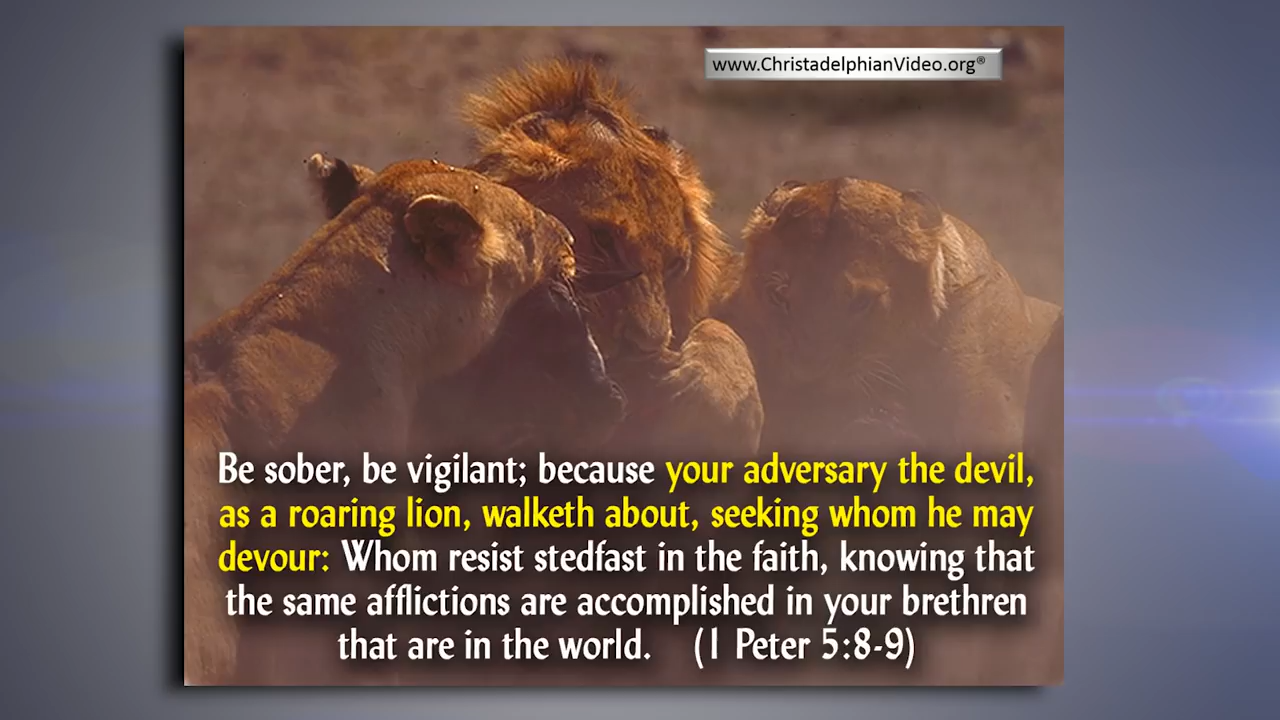 www.ChristadelphianVideo.org®
Be sober, be vigilant; because your adversary the devil,
as a roaring lion, walketh about, seeking whom he may
devour: Whom resist stedfast in the faith, knowing that
the same afflictions are accomplished in your brethren
that are in the world. (1 Peter 5:8-9)